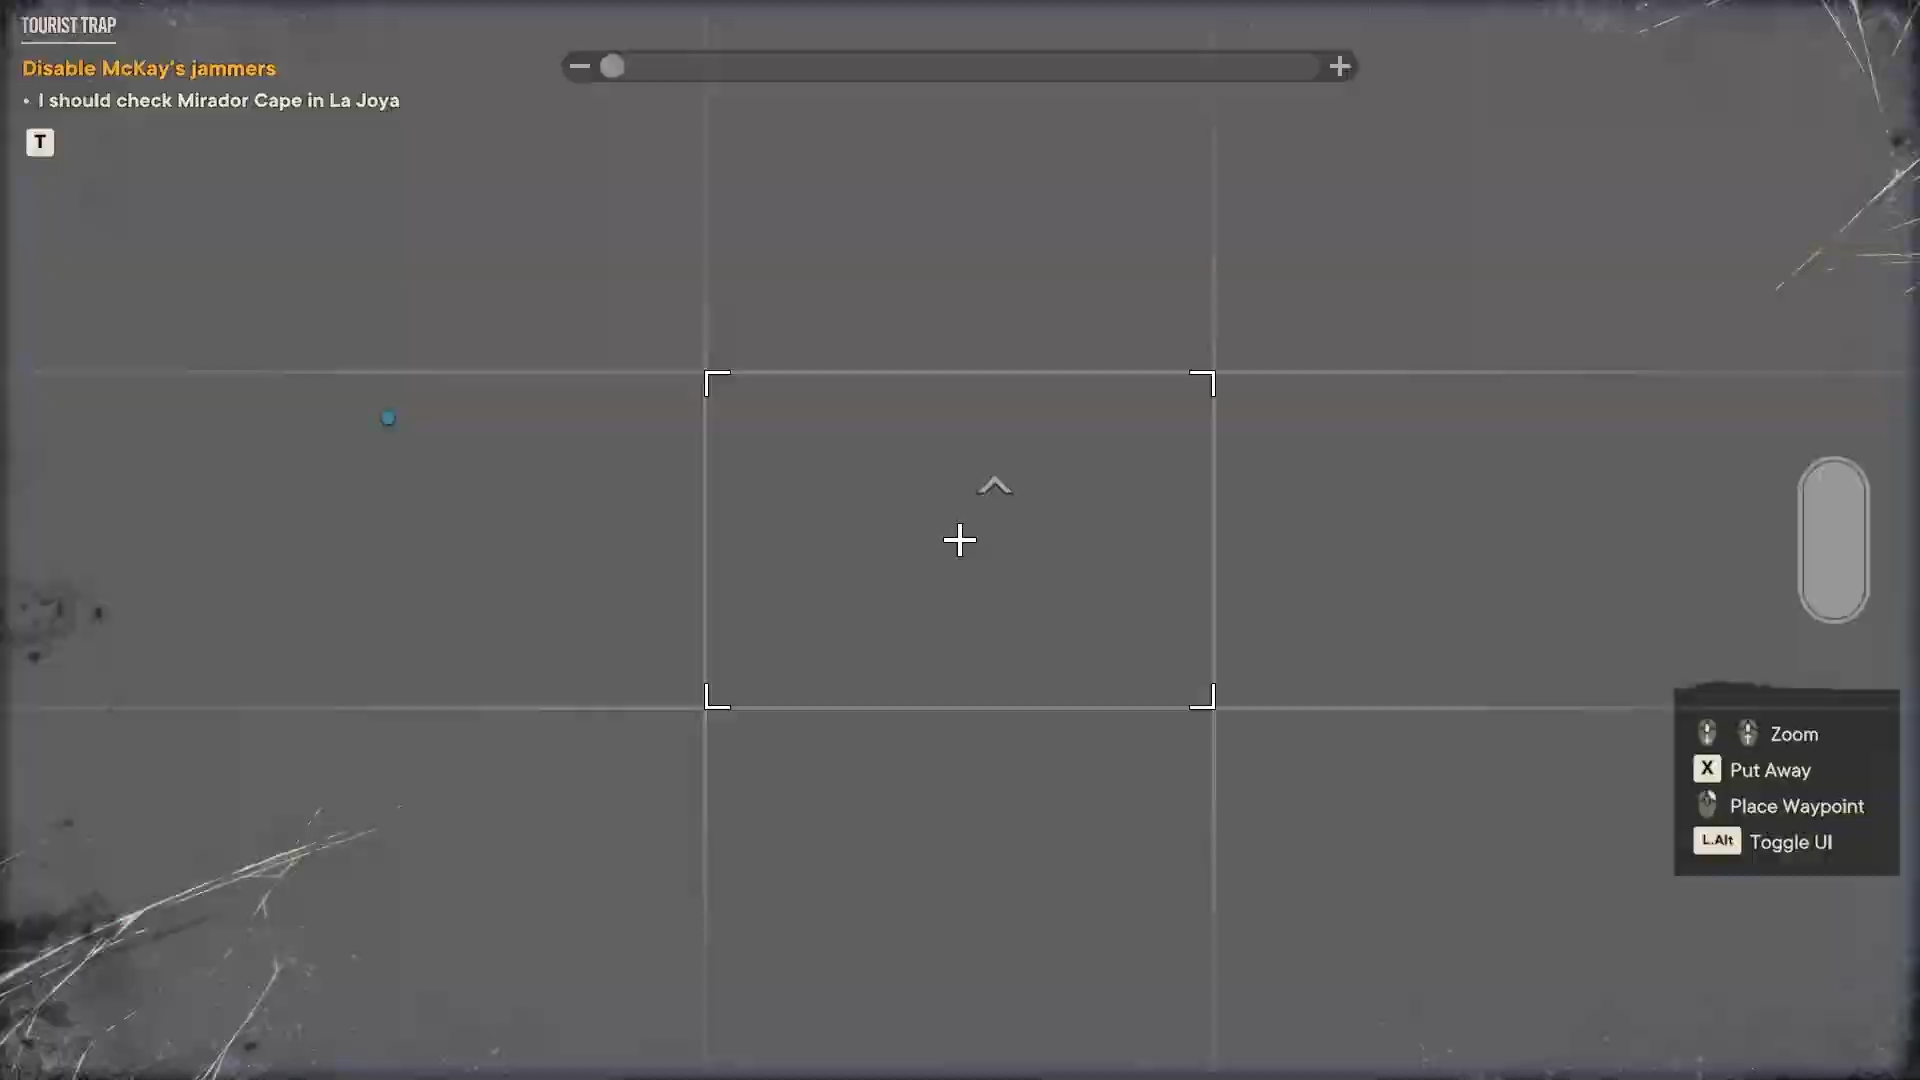 TOURIST TRAP
Disable McKay's jammers
• I should check Mirador Cape in La Joya
T
Zoom
X Put Away
Place Waypoint
L.Alt Toggle UI